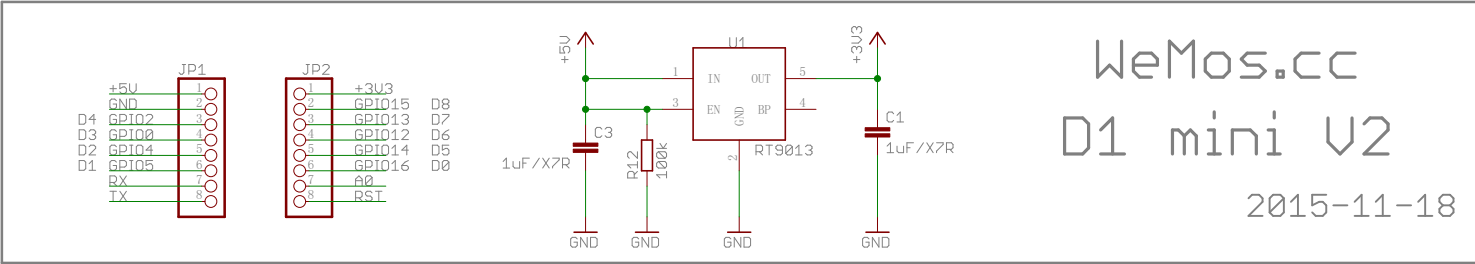 JP1
+5V 1
GND 2
D4 GPIO2 3
D3 GPIO0 4
D2 GPIO4 5
D1 GPIO5 6
RX 7
TX 8
JP2
1 +3V3
2 GPIO15 D8
3 GPIO13 D7
4 GPIO12 D6
5 GPIO14 D5
6 GPIO16 D0
7 A0
8 RST
+5V
C3
1uF/X7R
GND
R12
100k
GND
U1
1 IN OUT 5
3 EN GND BP 4
2
RT9013
GND
+3V3
C1
1uF/X7R
GND
WeMos.cc
D1 mini V2
2015-11-18